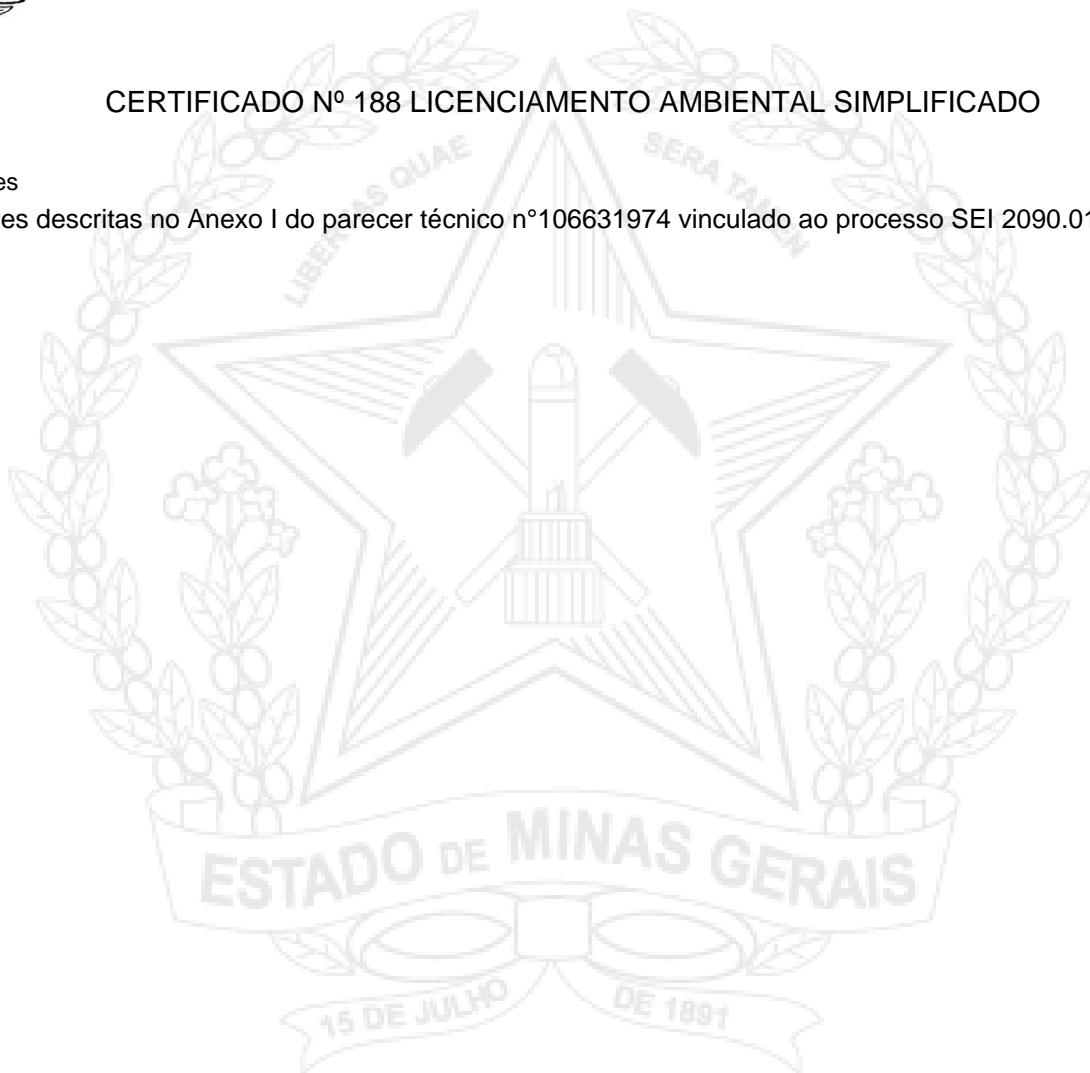 CERTIFICADO Nº 188 LICENCIAMENTO AMBIENTAL SIMPLIFICADO
es
es descritas no Anexo I do parecer técnico n°106631974 vinculado ao processo SEI 2090.01
LIBERTAS QUAE SERA TAMEN
ESTADO DE MINAS GERAIS
15 DE JULHO DE 1891